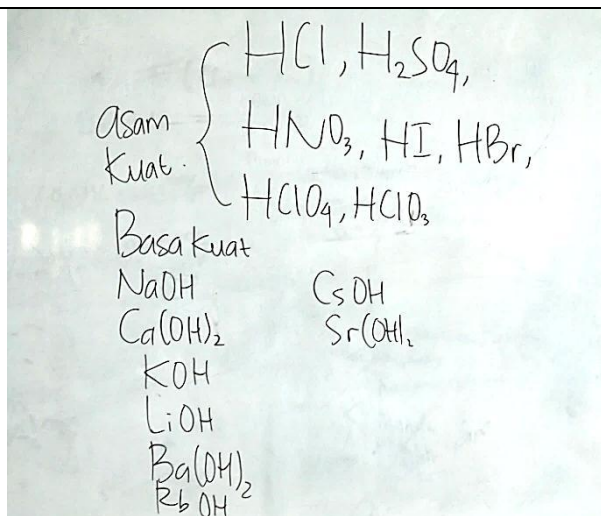 HCl, H₂SO₄,
asam
kuat.
HNO₃, HI, HBr,
HClO₄, HClO₃
Basa kuat
NaOH
CsOH
Ca(OH)₂
Sr(OH)₂
KOH
LiOH
Ba(OH)₂
RbOH